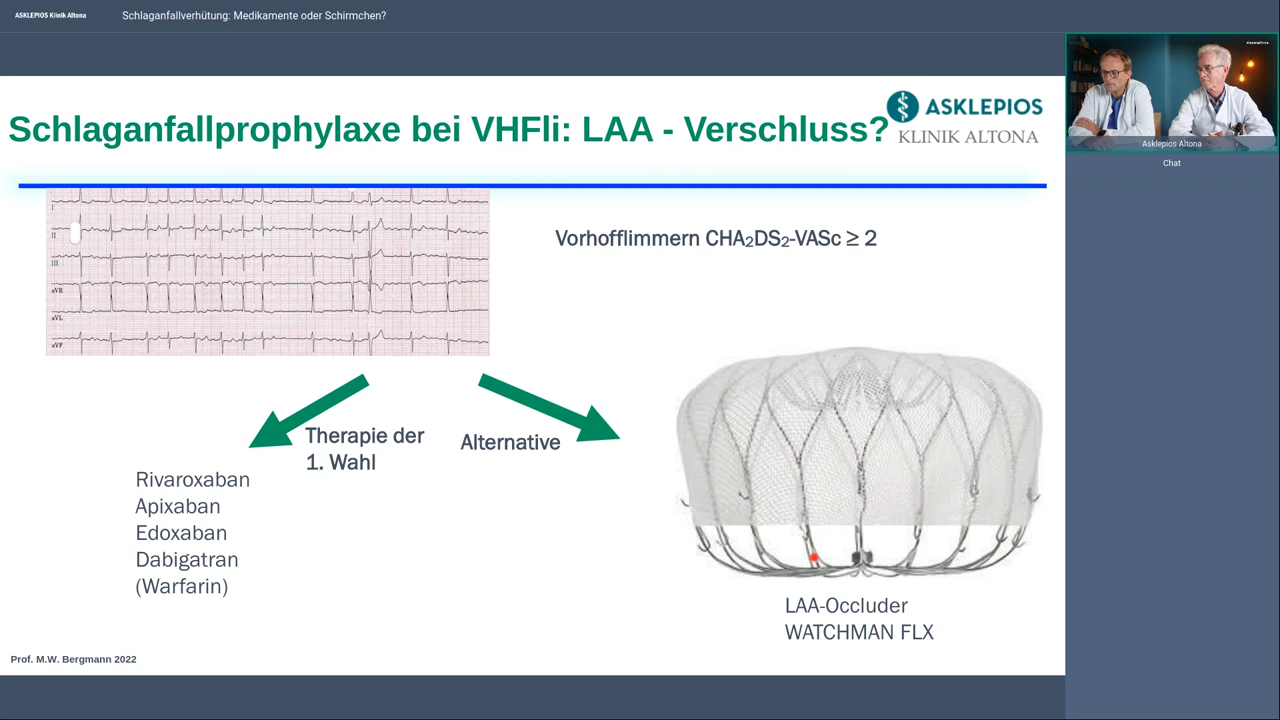 ASKLEPIOS Klinik Altona
Schlaganfallverhütung: Medikamente oder Schirmchen?
Schlaganfallprophylaxe bei VHFli: LAA - Verschluss?
ASKLEPIOS
KLINIK ALTONA
Asklepios Altona
Chat
I
II
III
aVR
aVL
aVF
Vorhofflimmern CHA₂DS₂-VASc ≥ 2
Therapie der
1. Wahl
Alternative
Rivaroxaban
Apixaban
Edoxaban
Dabigatran
(Warfarin)
LAA-Occluder
WATCHMAN FLX
Prof. M.W. Bergmann 2022